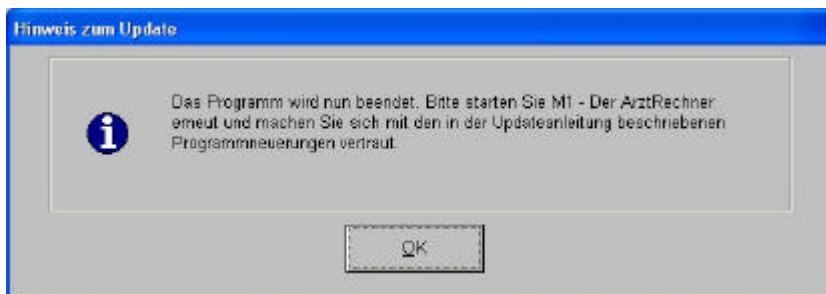 Hinweis zum Update
Das Programm wird nun beendet. Bitte starten Sie M1 - Der ArztRechner
erneut und machen Sie sich mit den in der Updateanleitung beschriebenen
Programmneuerungen vertraut.
OK